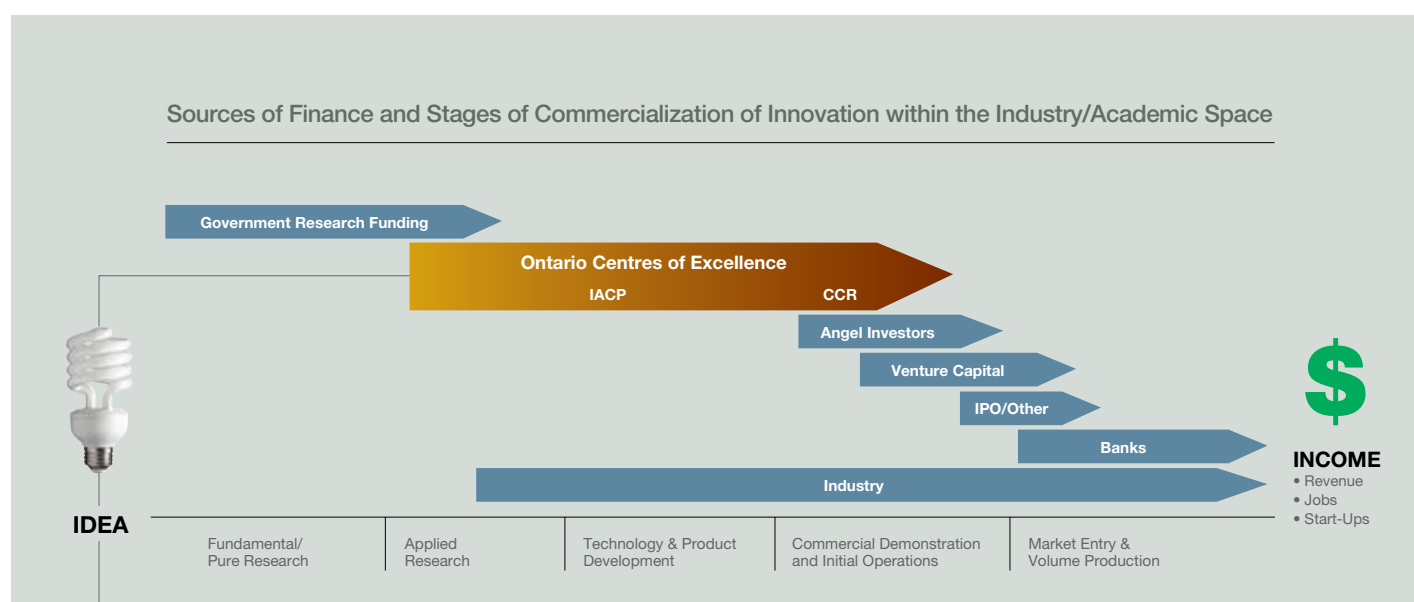 Sources of Finance and Stages of Commercialization of Innovation within the Industry/Academic Space
Government Research Funding
Ontario Centres of Excellence
IACP CCR
Angel Investors
Venture Capital
IPO/Other
Banks
Industry
IDEA
$
INCOME
• Revenue
• Jobs
• Start-Ups
Fundamental/
Pure Research
Applied
Research
Technology & Product
Development
Commercial Demonstration
and Initial Operations
Market Entry &
Volume Production